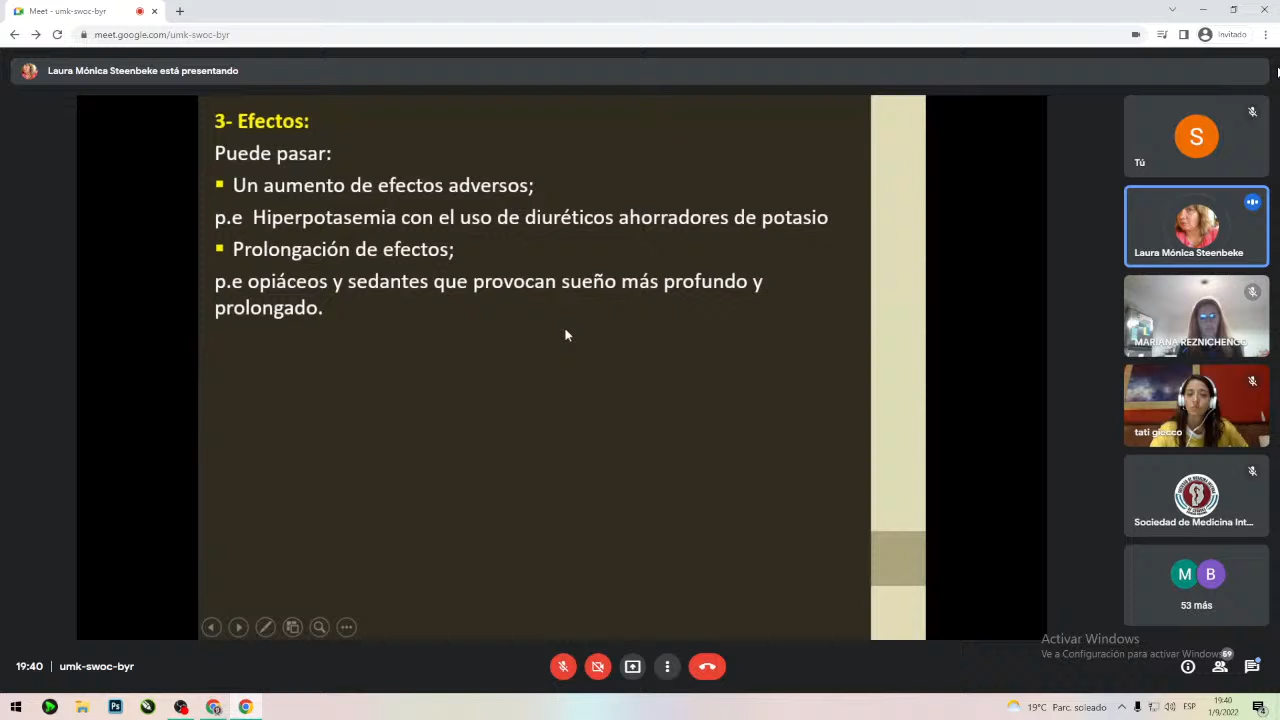 Meet - umk-swoc-byr
meet.google.com/umk-swoc-byr
Invitado
Laura Mónica Steenbeke está presentando
3- Efectos:
Puede pasar:
Un aumento de efectos adversos;
p.e Hiperpotasemia con el uso de diuréticos ahorradores de potasio
Prolongación de efectos;
p.e opiáceos y sedantes que provocan sueño más profundo y
prolongado.
S
Tú
Laura Mónica Steenbeke
MARIANA REZNICHENCO
tati giecco
Sociedad de Medicina Int...
M B
53 más
Activar Windows
Ve a Configuración para activar Windows.
59
19:40 | umk-swoc-byr
Ps
19°C Parc. soleado
ESP
19:40
1/9/2022
4